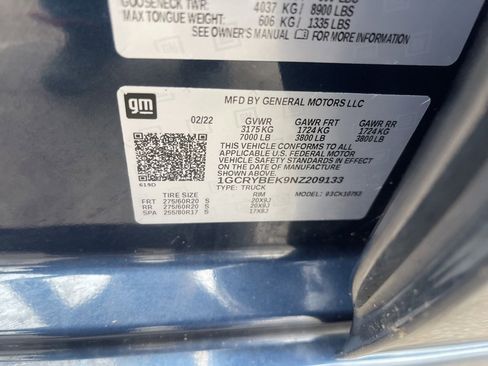 GOOSENECK TWR: 4037 KG/ 8900 LBS
MAX TONGUE WEIGHT: 606 KG / 1335 LBS
SEE OWNER'S MANUAL FOR MORE INFORMATION
gm
MFD BY GENERAL MOTORS LLC
02/22 GVWR GAWR FRT GAWR RR
3175KG 1724 KG 1724 KG
7000 LB 3800 LB 3800LB
THIS VEHICLE CONFORMS TO ALL
APPLICABLE U.S. FEDERAL MOTOR
VEHICLE SAFETY STANDARDS IN EFFECT ON
THE DATE OF MANUFACTURE SHOWN ABOVE.
1GCRYBEK9NZ209133
TYPE: TRUCK MODEL:
TIRE SIZE RIM
FRT 275/60R20 S 20X9J
RR 275/60R20 S 20X9J
SPA 255/80R17 S 17X8J